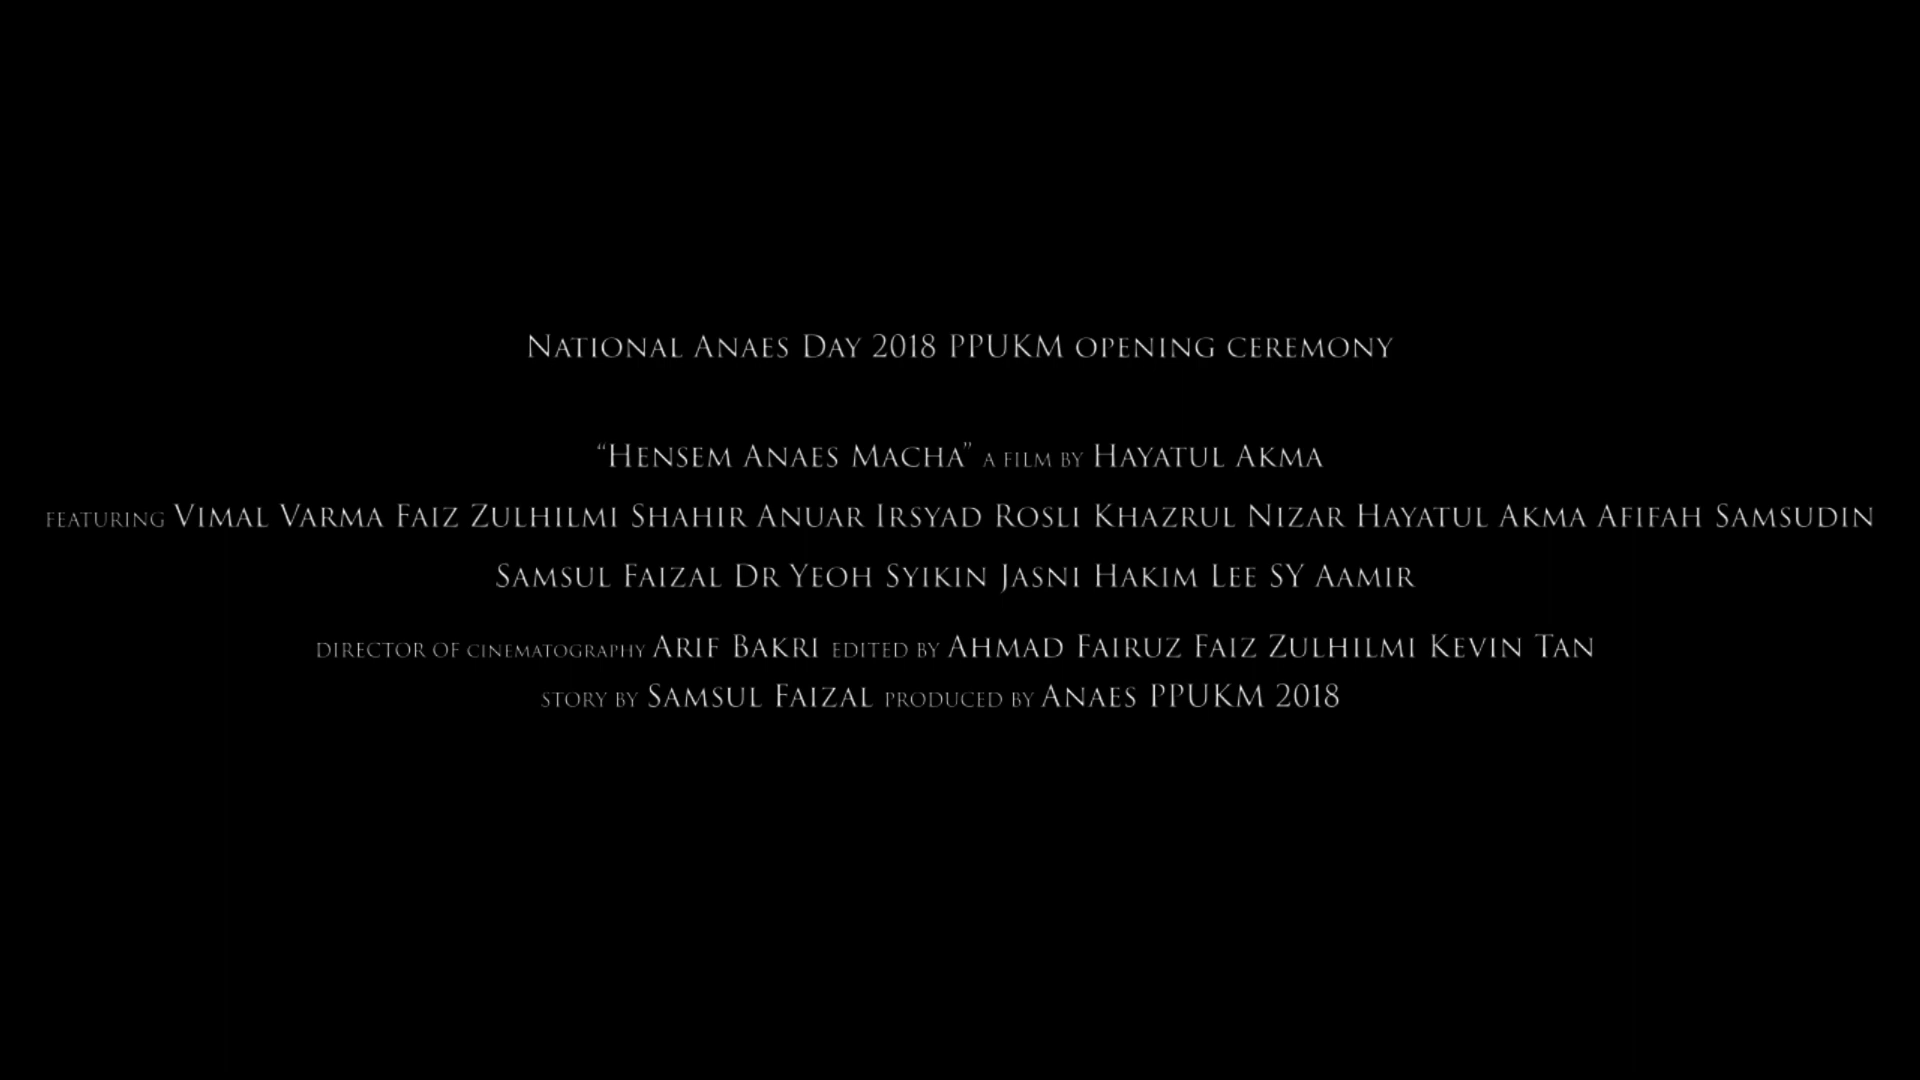 National Anaes Day 2018 PPUKM opening ceremony
“Hensem Anaes Macha” a film by Hayatul Akma
featuring Vimal Varma Faiz Zulhilmi Shahir Anuar Irsyad Rosli Khazrul Nizar Hayatul Akma Afifah Samsudin
Samsul Faizal Dr Yeoh Syikin Jasni Hakim Lee SY Aamir
director of cinematography Arif Bakri edited by Ahmad Fairuz Faiz Zulhilmi Kevin Tan
story by Samsul Faizal produced by Anaes PPUKM 2018